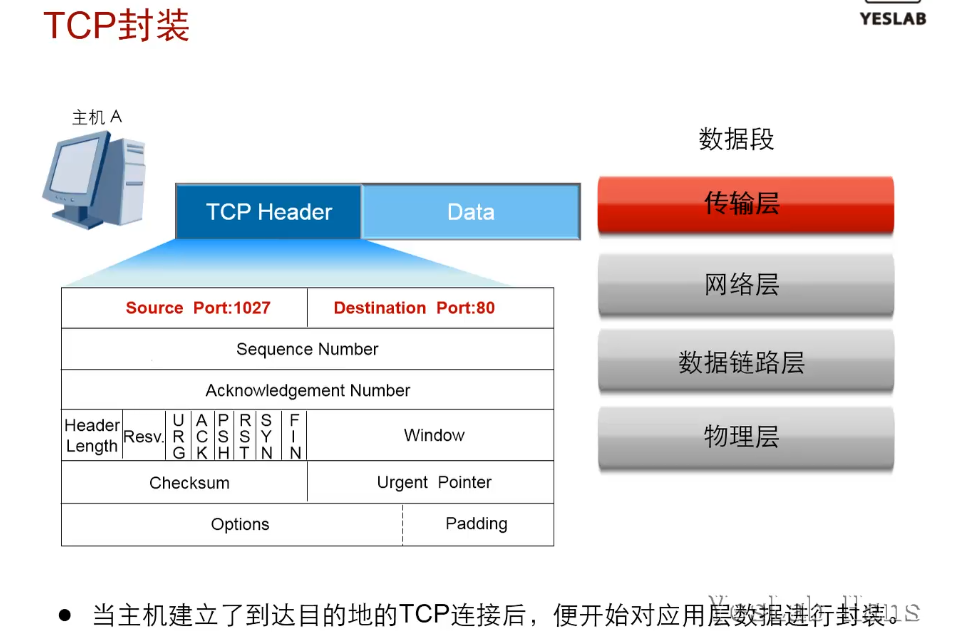 TCP封装
YESLAB
主机 A
数据段
TCP Header
Data
传输层
网络层
数据链路层
物理层
Source Port:1027
Destination Port:80
Sequence Number
Acknowledgement Number
Header Length
Resv.
URG
ACK
PSH
RST
SYN
FIN
Window
Checksum
Urgent Pointer
Options
Padding
● 当主机建立了到达目的地的TCP连接后，便开始对应用层数据进行封装。
YesLab Hans